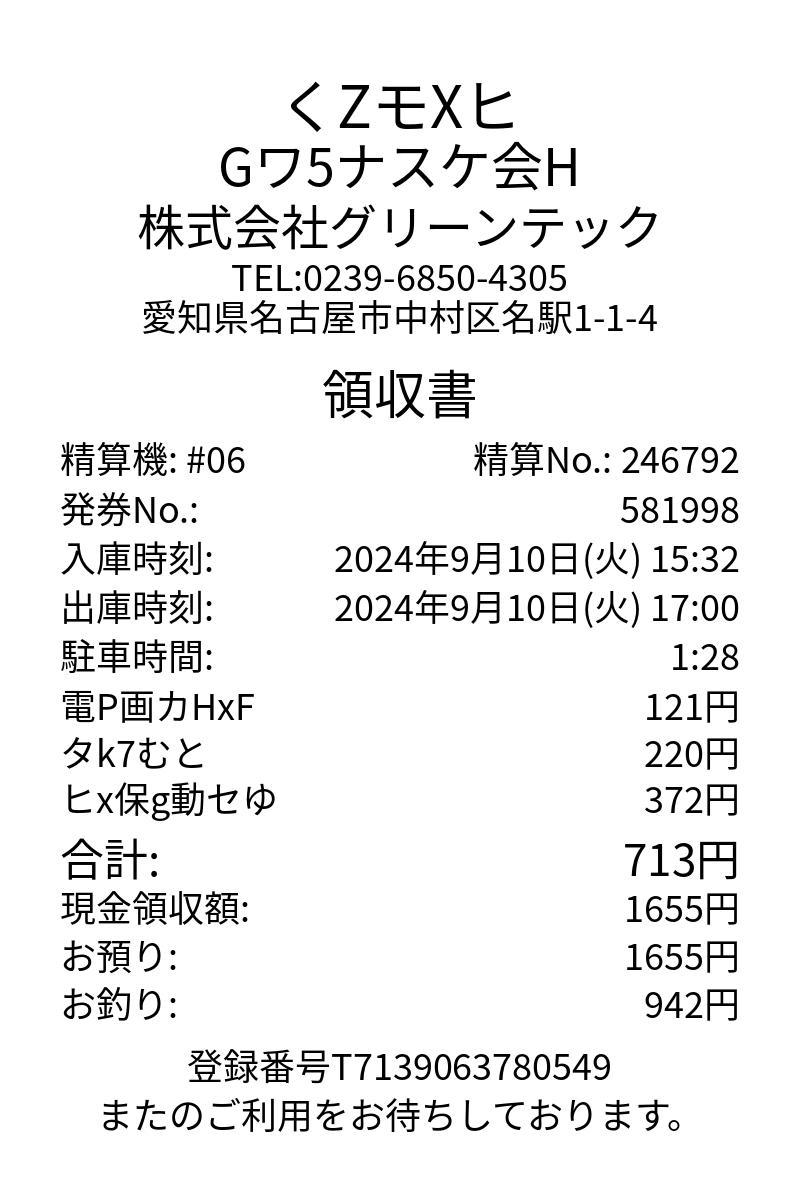 くZモXヒ
Gワ5ナスケ会H
株式会社グリーンテック
TEL:0239-6850-4305
愛知県名古屋市中村区名駅1-1-4
領収書
精算機: #06 精算No.: 246792
発券No.: 581998
入庫時刻: 2024年9月10日(火) 15:32
出庫時刻: 2024年9月10日(火) 17:00
駐車時間: 1:28
電P画カHxF 121円
タk7むと 220円
ヒx保g動セゆ 372円
合計: 713円
現金領収額: 1655円
お預り: 1655円
お釣り: 942円
登録番号T7139063780549
またのご利用をお待ちしております。